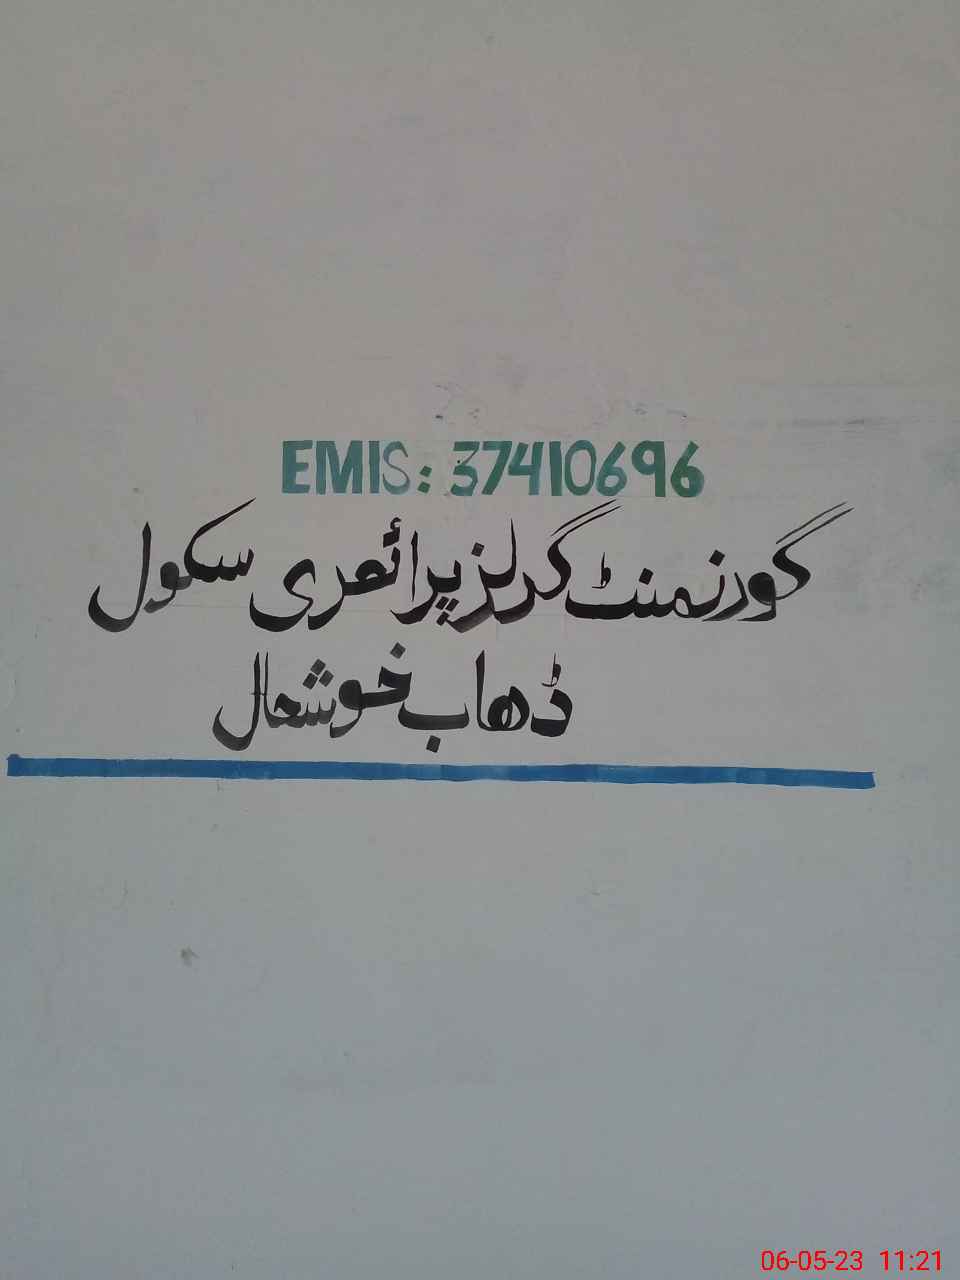 EMIS: 37410696
گورنمنٹ گرلز پرائمری سکول
ڈھاب خوشحال
06-05-23 11:21